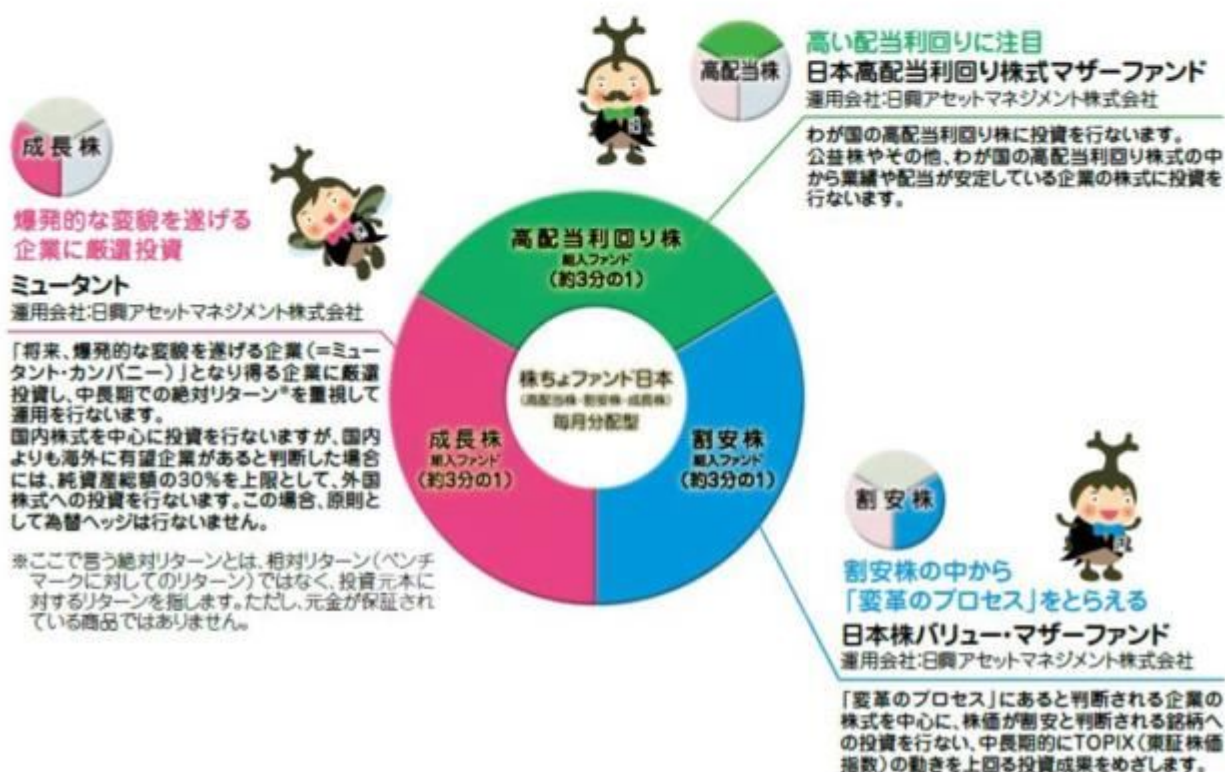 高配当株
高い配当利回りに注目
日本高配当利回り株式マザーファンド
運用会社:日興アセットマネジメント株式会社
わが国の高配当利回り株に投資を行ないます。
公益株やその他、わが国の高配当利回り株式の中
から業績や配当が安定している企業の株式に投資を
行ないます。
成長株
爆発的な変貌を遂げる
企業に厳選投資
ミュータント
運用会社:日興アセットマネジメント株式会社
「将来、爆発的な変貌を遂げる企業(=ミュー
タント・カンパニー)」となり得る企業に厳選
投資し、中長期での絶対リターン※を重視して
運用を行ないます。
国内株式を中心に投資を行ないますが、国内
よりも海外に有望企業があると判断した場合
には、純資産総額の30%を上限として、外国
株式への投資を行ないます。この場合、原則と
して為替ヘッジは行ないません。
※ここで言う絶対リターンとは、相対リターン(ベンチ
マークに対してのリターン)ではなく、投資元本に
対するリターンを指します。ただし、元金が保証され
ている商品ではありません。
高配当利回り株
組入ファンド
(約3分の1)
株ちょファンド日本
(高配当株・割安株・成長株)
毎月分配型
成長株
組入ファンド
(約3分の1)
割安株
組入ファンド
(約3分の1)
割安株
割安株の中から
「変革のプロセス」をとらえる
日本株バリュー・マザーファンド
運用会社:日興アセットマネジメント株式会社
「変革のプロセス」にあると判断される企業の
株式を中心に、株価が割安と判断される銘柄へ
の投資を行ない、中長期的にTOPIX(東証株価
指数)の動きを上回る投資成果をめざします。